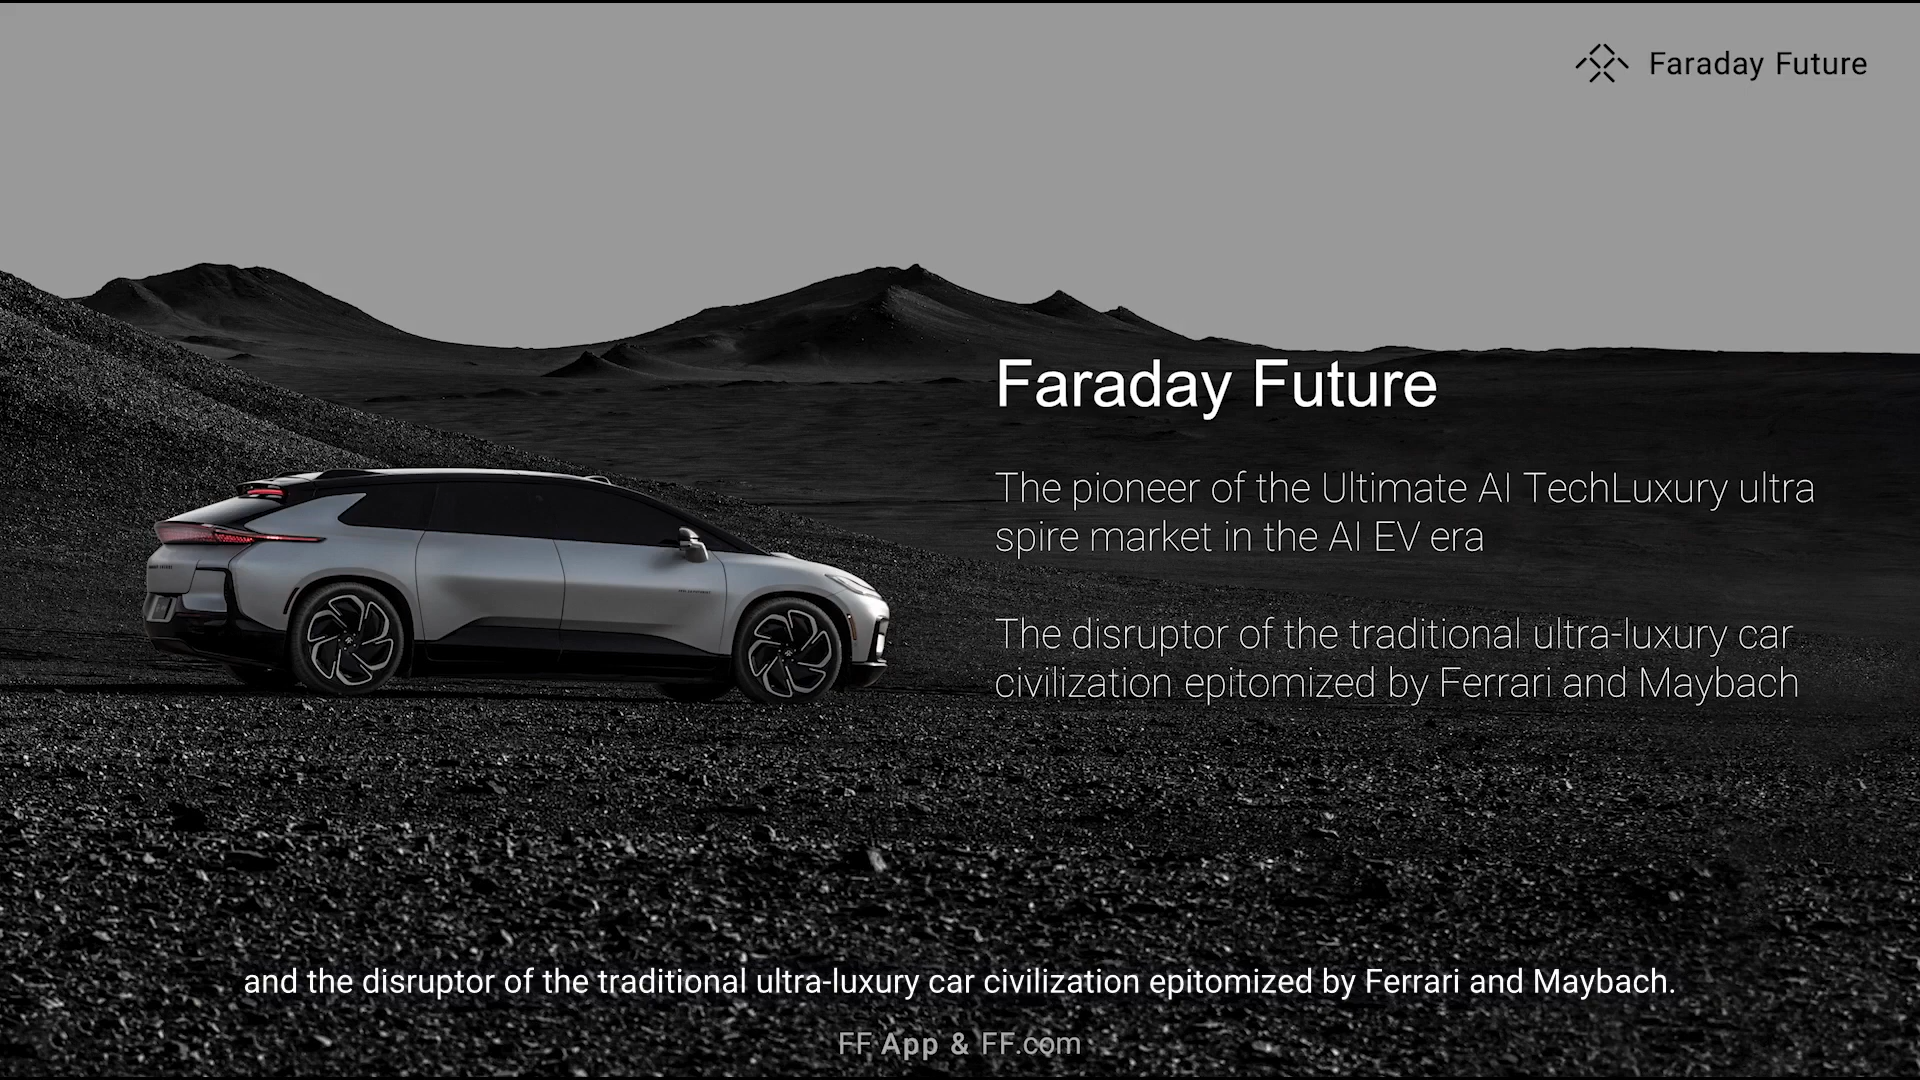 Faraday Future
Faraday Future
The pioneer of the Ultimate AI TechLuxury ultra
spire market in the AI EV era
The disruptor of the traditional ultra-luxury car
civilization epitomized by Ferrari and Maybach
and the disruptor of the traditional ultra-luxury car civilization epitomized by Ferrari and Maybach.
FF App & FF.com